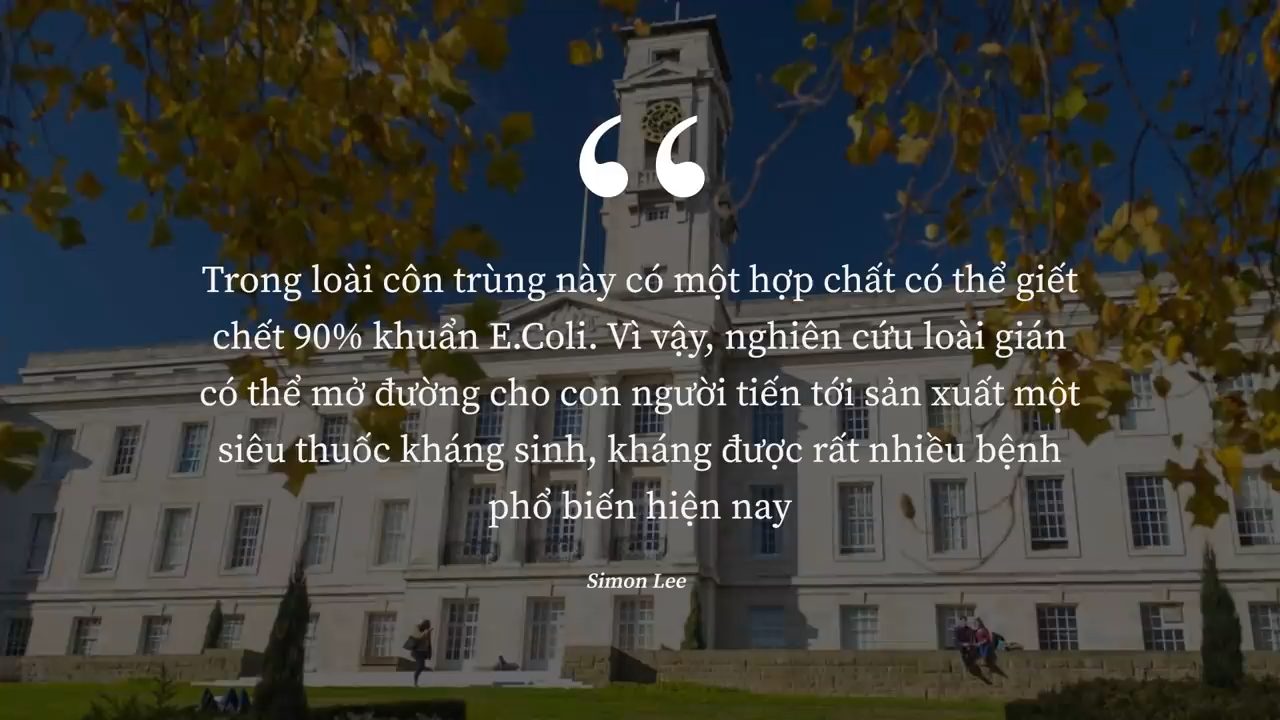 “
Trong loài côn trùng này có một hợp chất có thể giết
chết 90% khuẩn E.Coli. Vì vậy, nghiên cứu loài gián
có thể mở đường cho con người tiến tới sản xuất một
siêu thuốc kháng sinh, kháng được rất nhiều bệnh
phổ biến hiện nay
Simon Lee